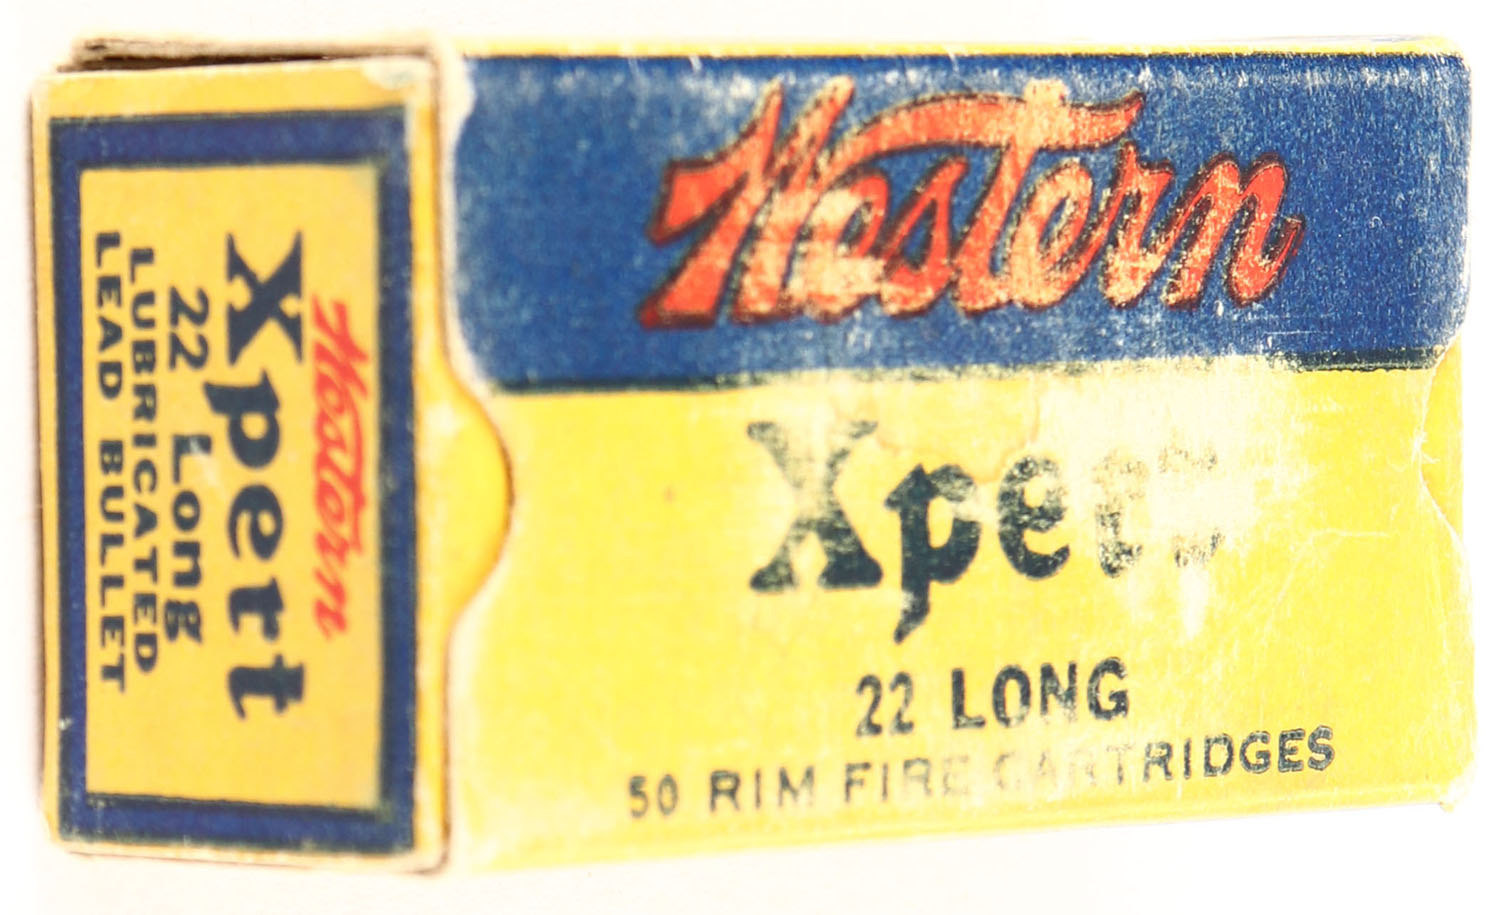 Western
Xpert
22 Long
LUBRICATED
LEAD BULLET
Western
Xpert
22 LONG
50 RIM FIRE CARTRIDGES